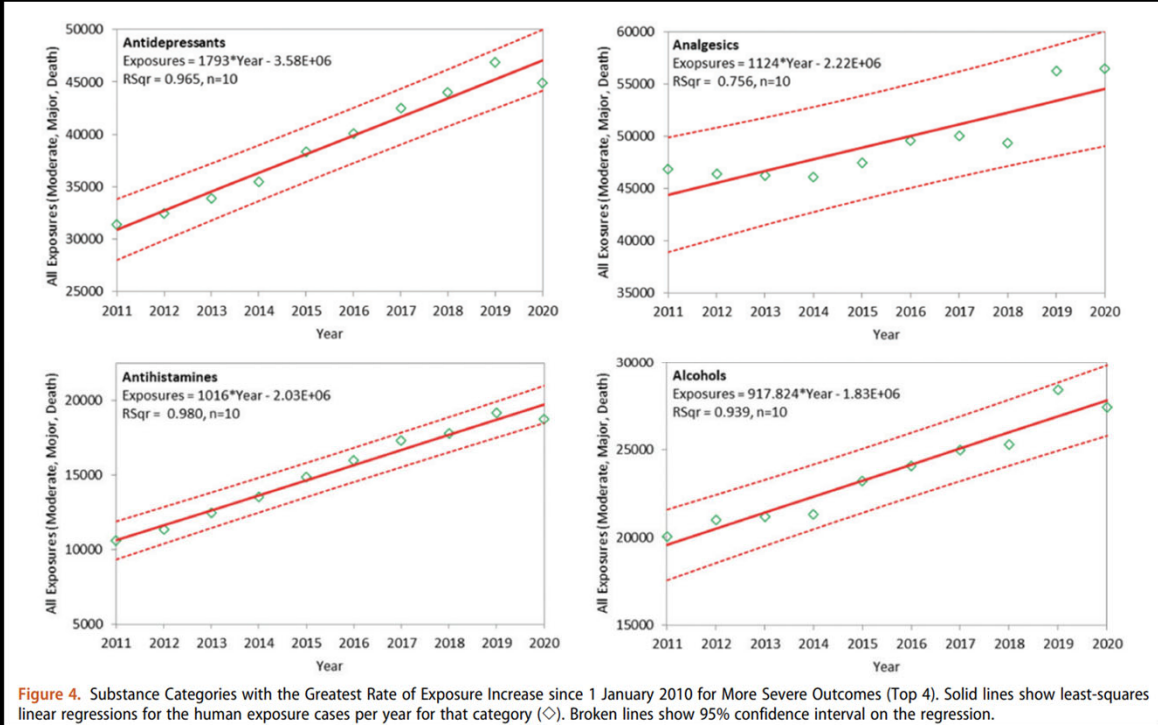 All Exposures (Moderate, Major, Death)
50000
45000
40000
35000
30000
25000
Antidepressants
Exposures = 1793*Year - 3.58E+06
RSqr = 0.965, n=10
2011 2012 2013 2014 2015 2016 2017 2018 2019 2020
Year
All Exosures (Moderate, Major, Death)
60000
55000
50000
45000
40000
35000
Analgesics
Exopsures = 1124*Year - 2.22E+06
RSqr = 0.756, n=10
2011 2012 2013 2014 2015 2016 2017 2018 2019 2020
Year
All Exposures (Moderate, Mojor, Death)
20000
15000
10000
5000
Antihistamines
Exposures = 1016*Year - 2.03E+06
RSqr = 0.980, n=10
2011 2012 2013 2014 2015 2016 2017 2018 2019 2020
Year
All Exposures (Moderate, Major, Death)
30000
25000
20000
15000
Alcohols
Exposures = 917.824*Year - 1.83E+06
RSqr = 0.939, n=10
2011 2012 2013 2014 2015 2016 2017 2018 2019 2020
Year
Figure 4. Substance Categories with the Greatest Rate of Exposure Increase since 1 January 2010 for More Severe Outcomes (Top 4). Solid lines show least-squares
linear regressions for the human exposure cases per year for that category (◇). Broken lines show 95% confidence interval on the regression.